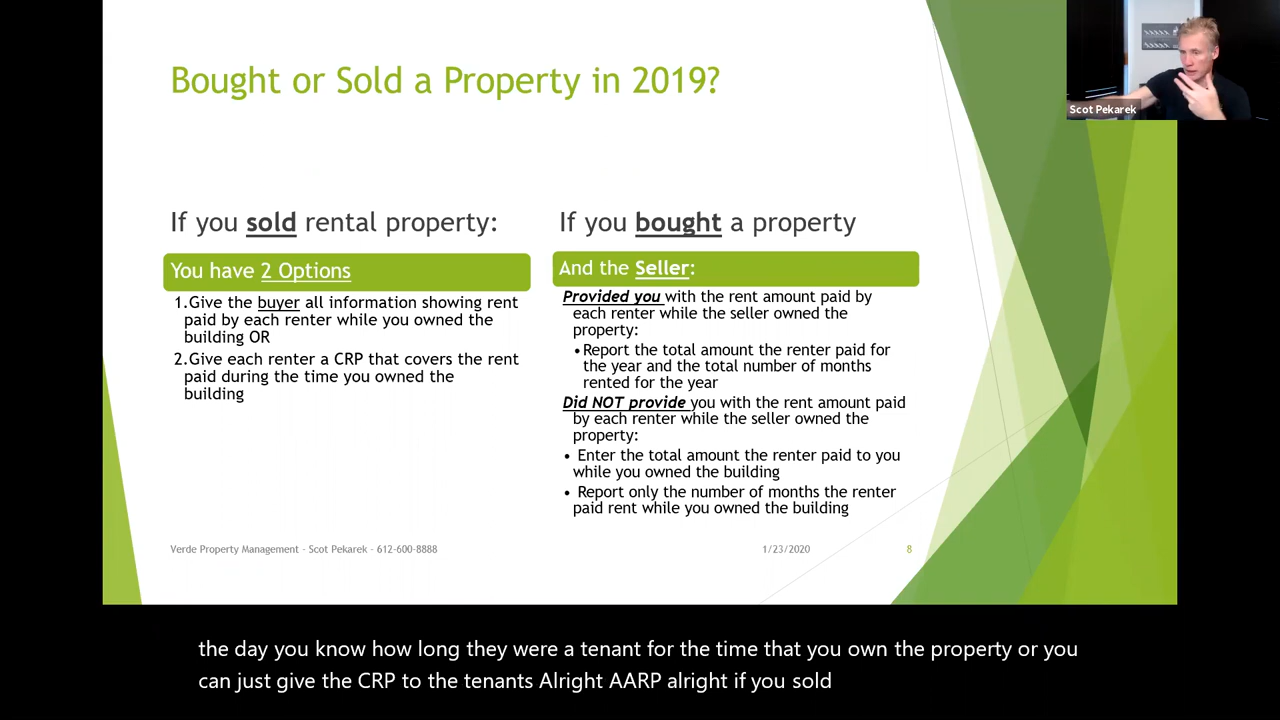 Bought or Sold a Property in 2019?
Scot Pekarek
If you sold rental property:
You have 2 Options
1.Give the buyer all information showing rent
paid by each renter while you owned the
building OR
2.Give each renter a CRP that covers the rent
paid during the time you owned the
building
If you bought a property
And the Seller:
Provided you with the rent amount paid by
each renter while the seller owned the
property:
•Report the total amount the renter paid for
the year and the total number of months
rented for the year
Did NOT provide you with the rent amount paid
by each renter while the seller owned the
property:
• Enter the total amount the renter paid to you
while you owned the building
• Report only the number of months the renter
paid rent while you owned the building
Verde Property Management - Scot Pekarek - 612-600-8888
1/23/2020
8
the day you know how long they were a tenant for the time that you own the property or you
can just give the CRP to the tenants Alright AARP alright if you sold